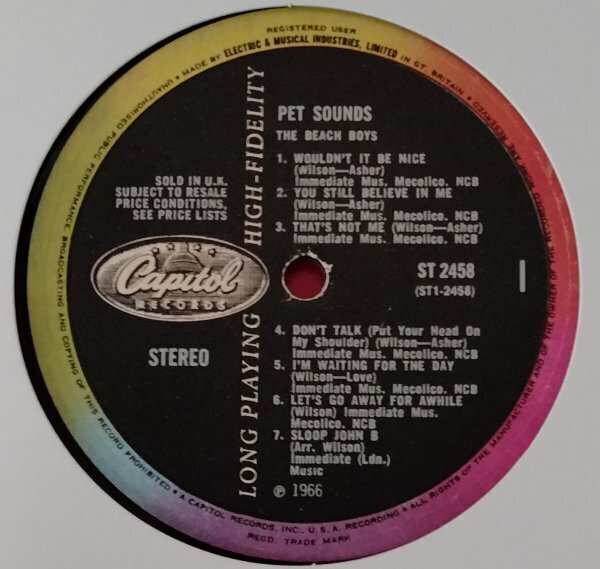 REGISTERED USER
• MADE BY ELECTRIC & MUSICAL INDUSTRIES, LIMITED IN GT. BRITAIN •
ALL RIGHTS OF THE MANUFACTURER AND OF THE OWNER OF THE RECORDED WORK ARE RESERVED
A CAPITOL RECORDS, INC., U.S.A. RECORDING •
REGD. TRADE MARK
UNAUTHORISED PUBLIC PERFORMANCE, BROADCASTING AND COPYING OF THIS RECORD PROHIBITED •
LONG PLAYING HIGH-FIDELITY
PET SOUNDS
THE BEACH BOYS
1. WOULDN'T IT BE NICE
(Wilson—Asher)
Immediate Mus. Mecolico. NCB
2. YOU STILL BELIEVE IN ME
(Wilson—Asher)
Immediate Mus. Mecolico. NCB
3. THAT'S NOT ME (Wilson—Asher)
Immediate Mus. Mecolico. NCB
SOLD IN U.K.
SUBJECT TO RESALE
PRICE CONDITIONS,
SEE PRICE LISTS
Capitol
RECORDS
STEREO
ST 2458
(ST1-2458)
1
4. DON'T TALK (Put Your Head On
My Shoulder) (Wilson—Asher)
Immediate Mus. Mecolico. NCB
5. I'M WAITING FOR THE DAY
(Wilson—Love)
Immediate Mus. Mecolico. NCB
6. LET'S GO AWAY FOR AWHILE
(Wilson) Immediate Mus.
Mecolico. NCB
7. SLOOP JOHN B
(Arr. Wilson)
Immediate (Ldn.)
Music
℗ 1966